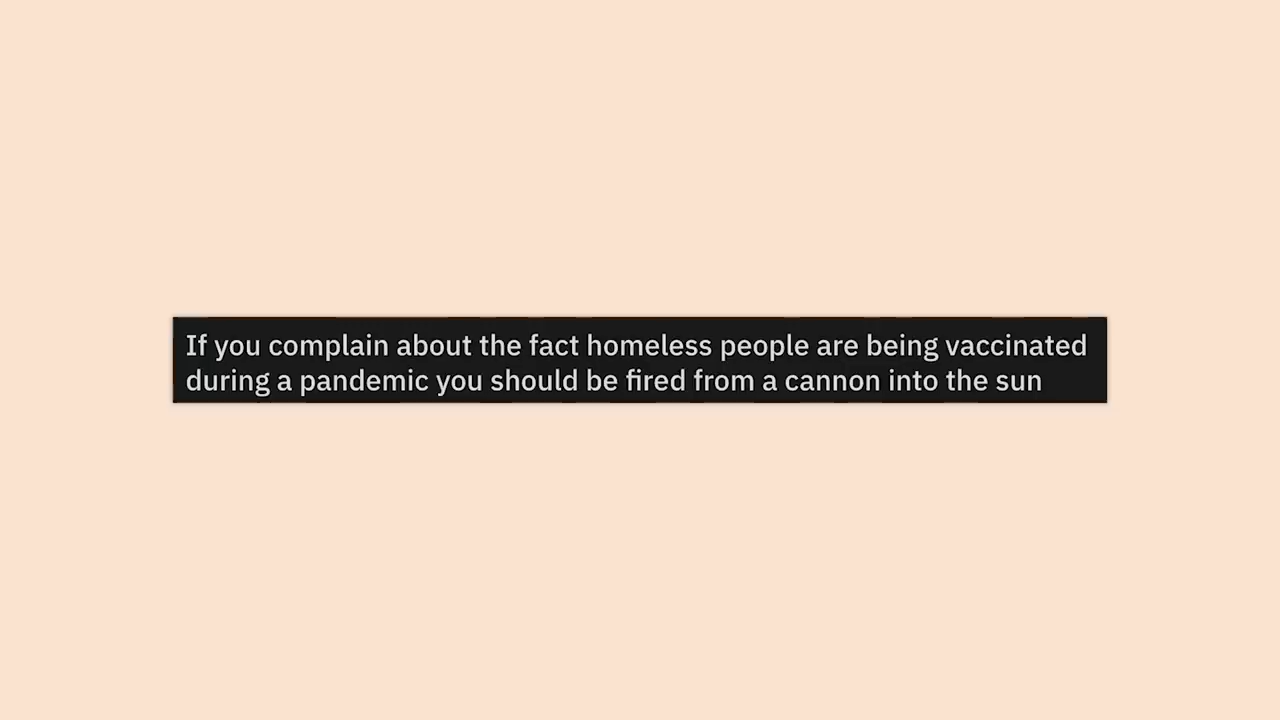 If you complain about the fact homeless people are being vaccinated
during a pandemic you should be fired from a cannon into the sun